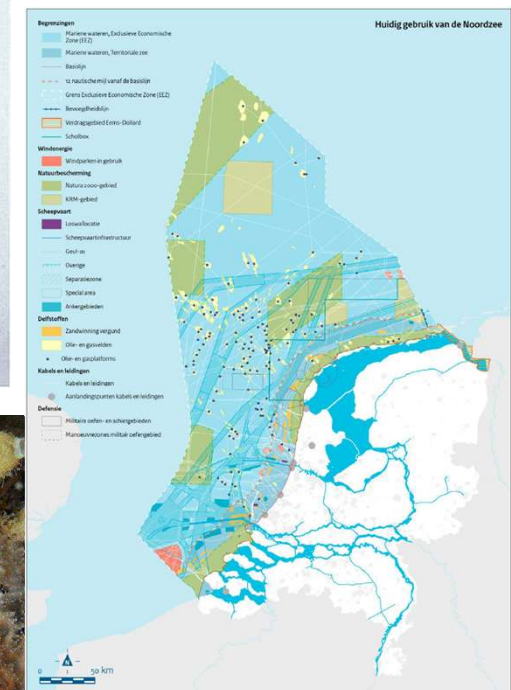 Huidig gebruik van de Noordzee
Begrenzingen
Mariene wateren, Exclusieve Economische
Zone (EEZ)
Mariene wateren, Territoriale zee
Basislijn
12 nautische mijl vanaf de basislijn
Grens Exclusieve Economische Zone (EEZ)
Bevoegdheidslijn
Verdragsgebied Eems-Dollard
Scholbox
Windenergie
Windparken in gebruik
Natuurbescherming
Natura 2000-gebied
KRM-gebied
Scheepvaart
Loswallocatie
Scheepvaartinfrastructuur
Geul-as
Overige
Separatiezone
Special area
Ankergebieden
Delfstoffen
Zandwinning vergund
Olie- en gasvelden
Olie- en gasplatforms
Kabels en leidingen
Kabels en leidingen
Aanlandingspunten kabels en leidingen
Defensie
Militaire oefen- en schietgebieden
Manoeuvrezones militair oefengebied
N
0
50 km